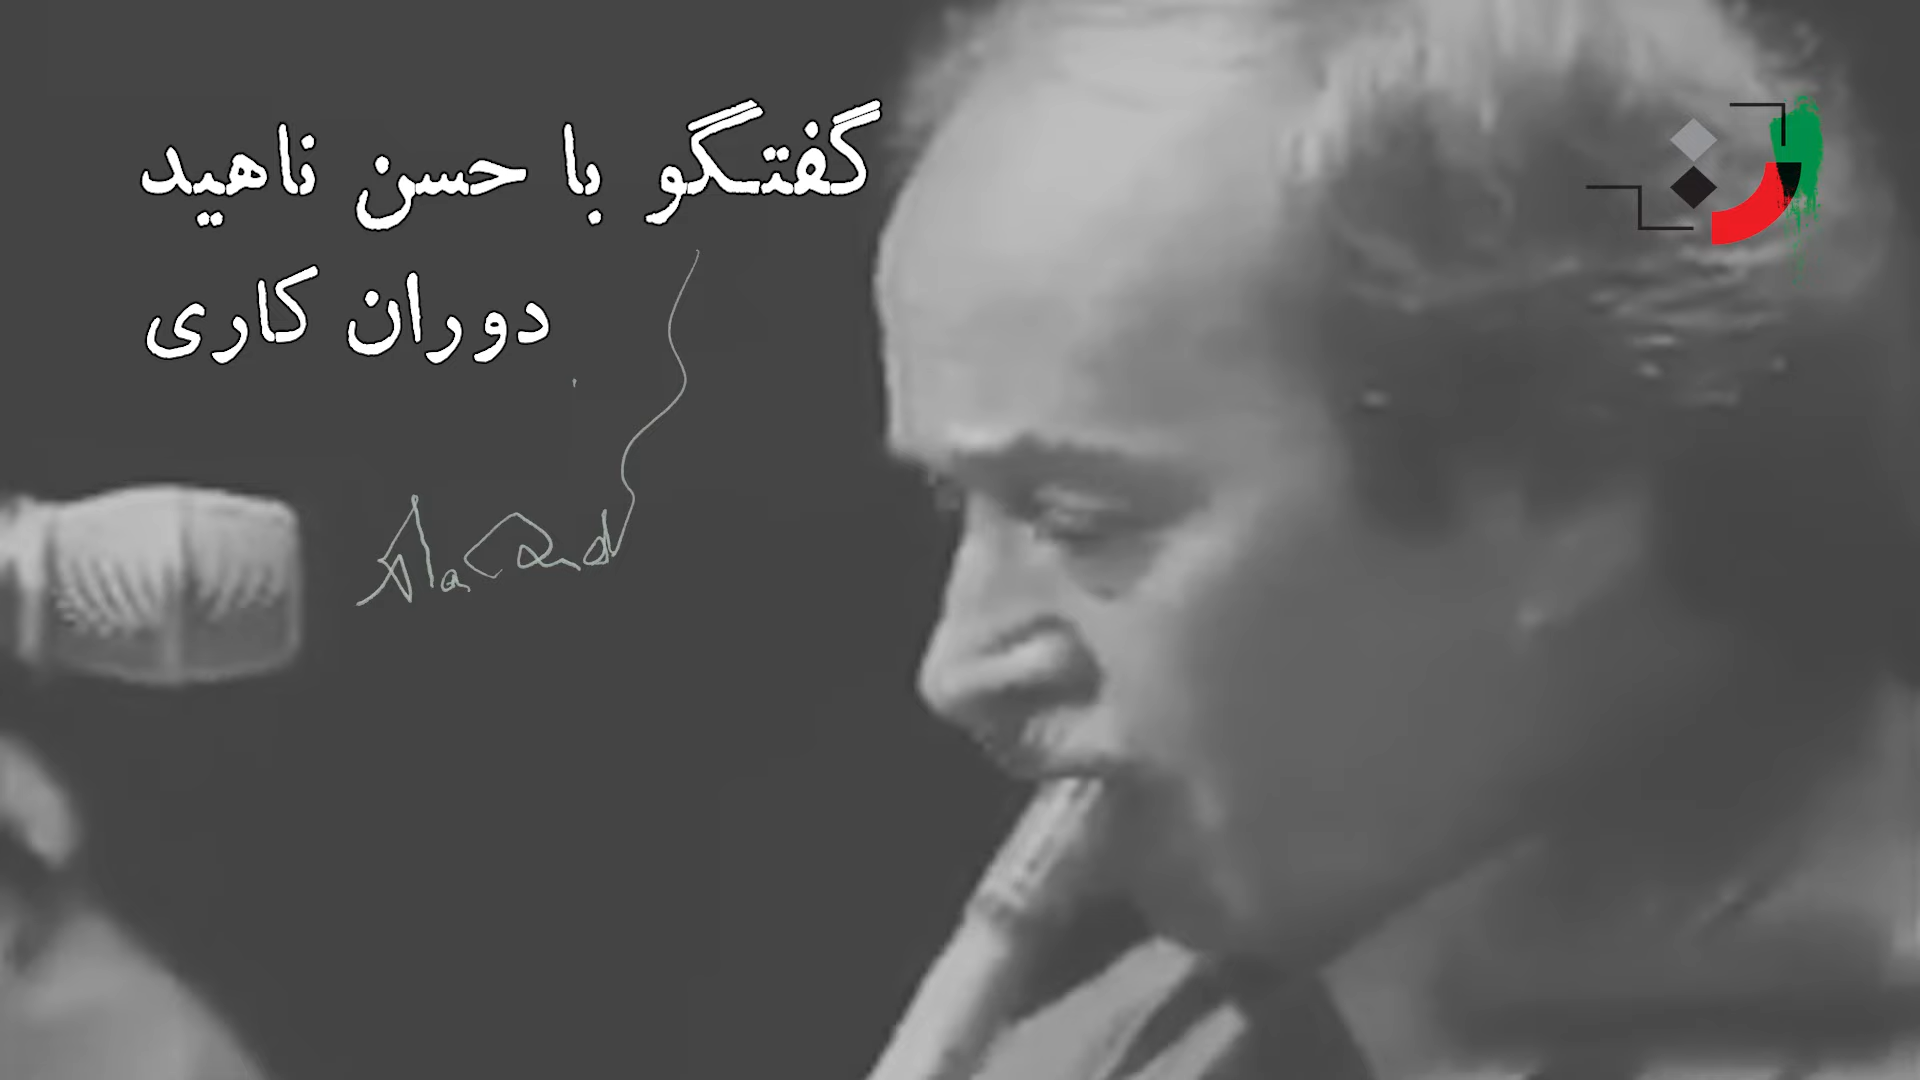 گفتگو با حسن ناهید
دوران کاری